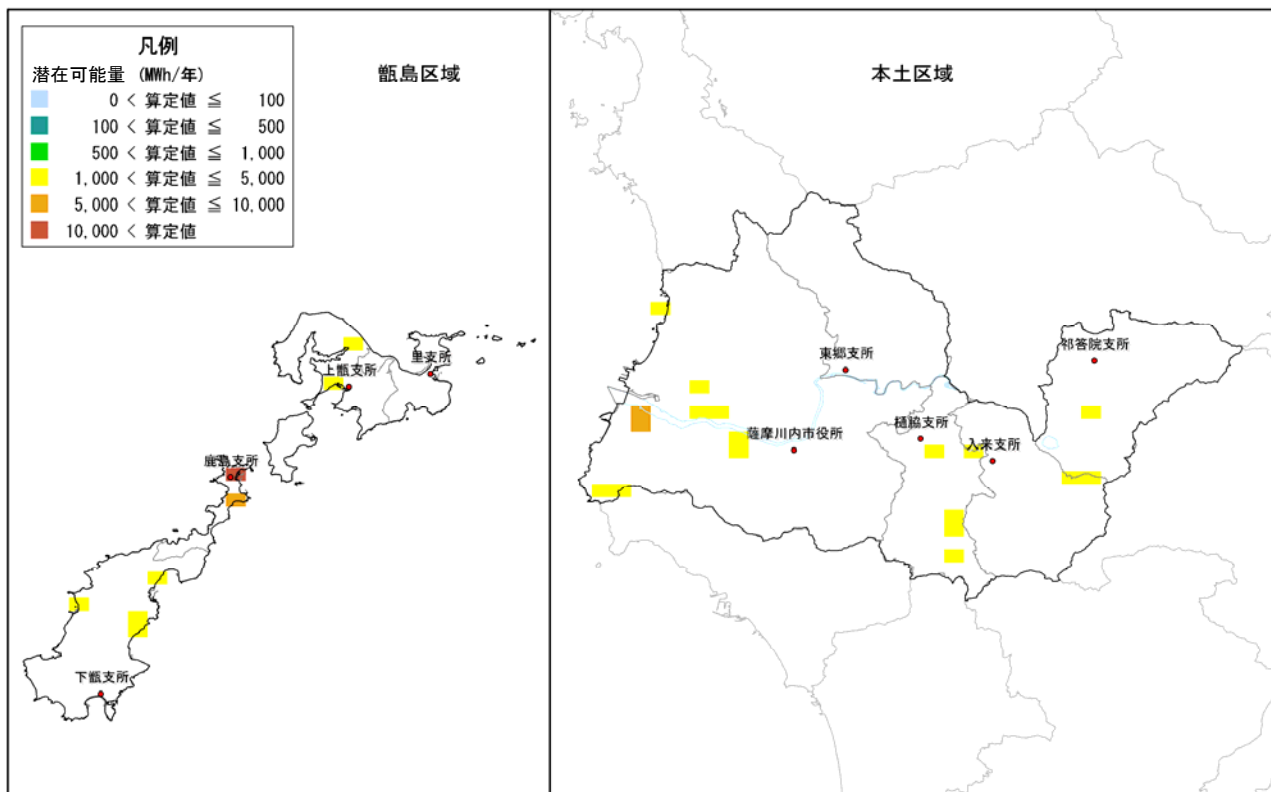 凡例
潜在可能量 (MWh/年)
0 < 算定値 ≦ 100
100 < 算定値 ≦ 500
500 < 算定値 ≦ 1,000
1,000 < 算定値 ≦ 5,000
5,000 < 算定値 ≦ 10,000
10,000 < 算定値
甑島区域
里支所
上甑支所
鹿島支所
下甑支所
本土区域
東郷支所
祁答院支所
樋脇支所
薩摩川内市役所
入来支所